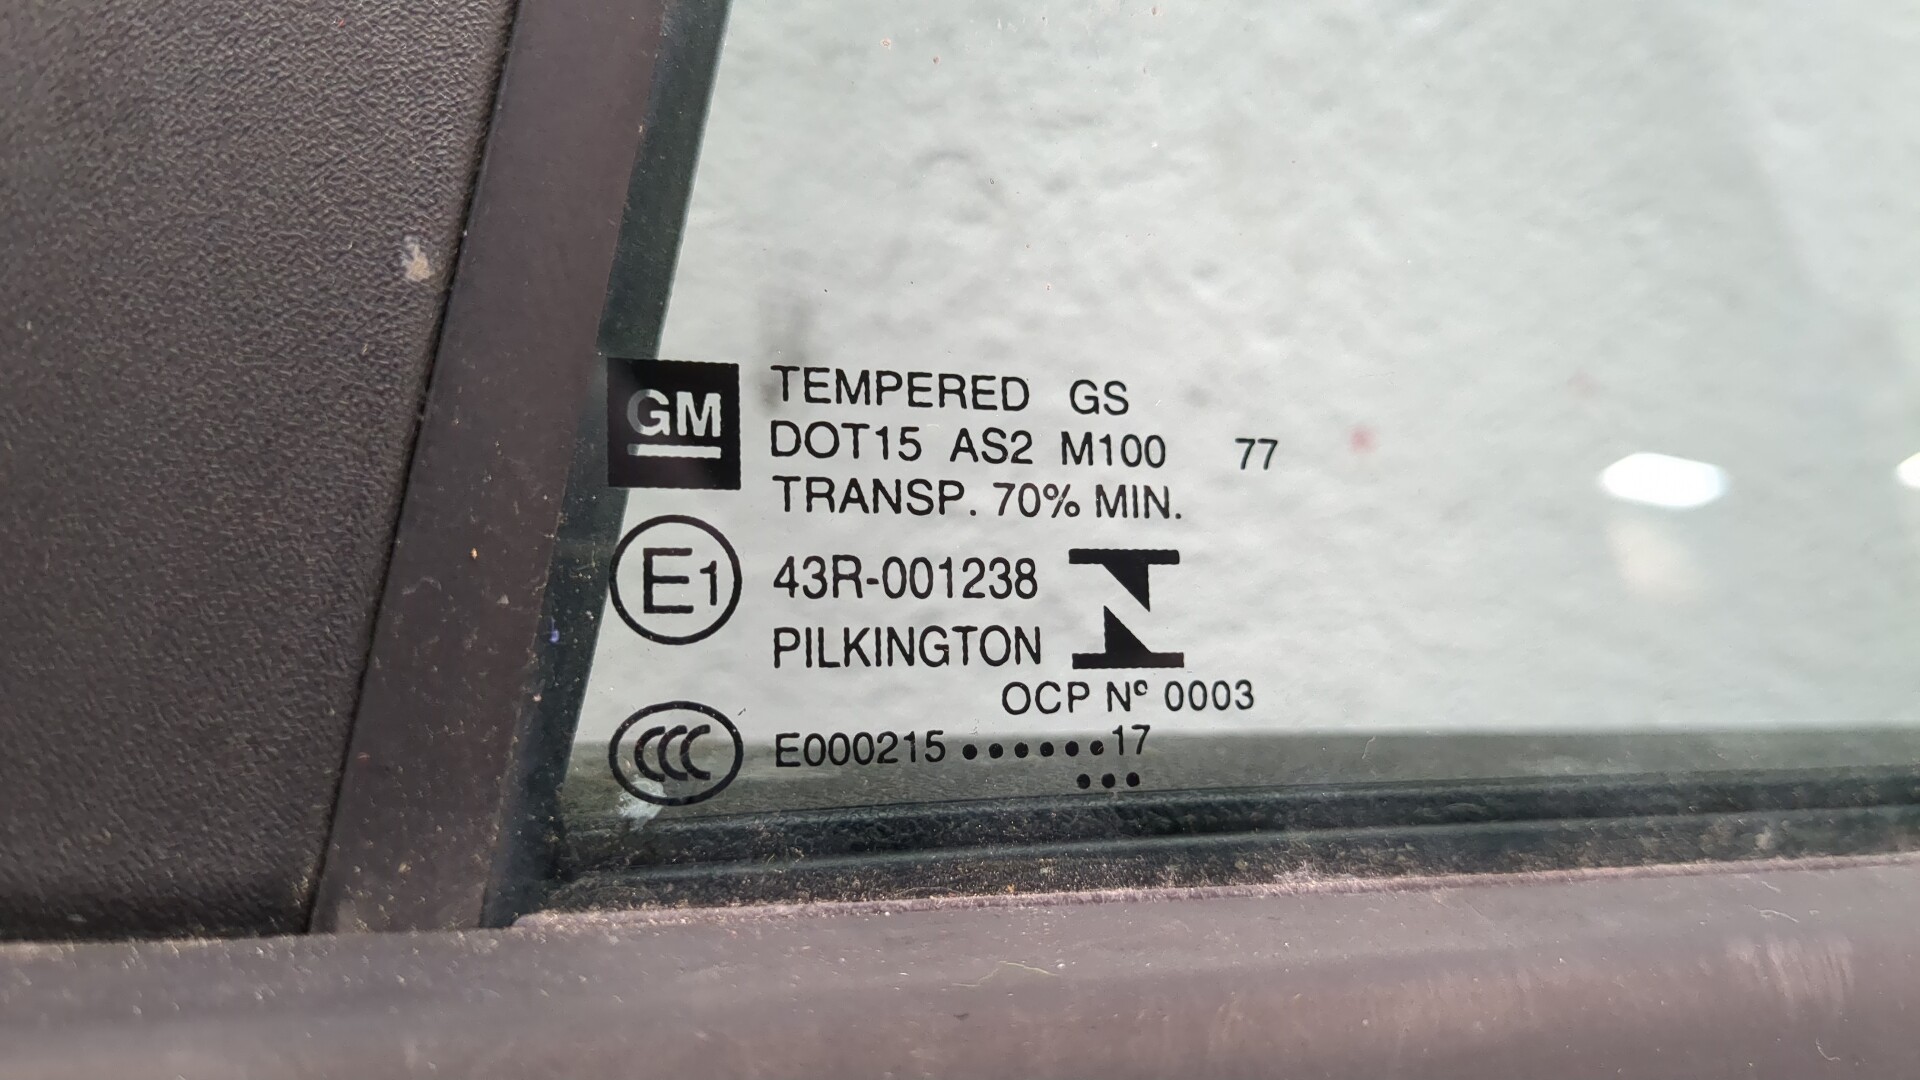 GM
TEMPERED GS
DOT15 AS2 M100 77
TRANSP. 70% MIN.
E1 43R-001238
PILKINGTON
OCP Nº 0003
CCC E000215 ••••••17
•••